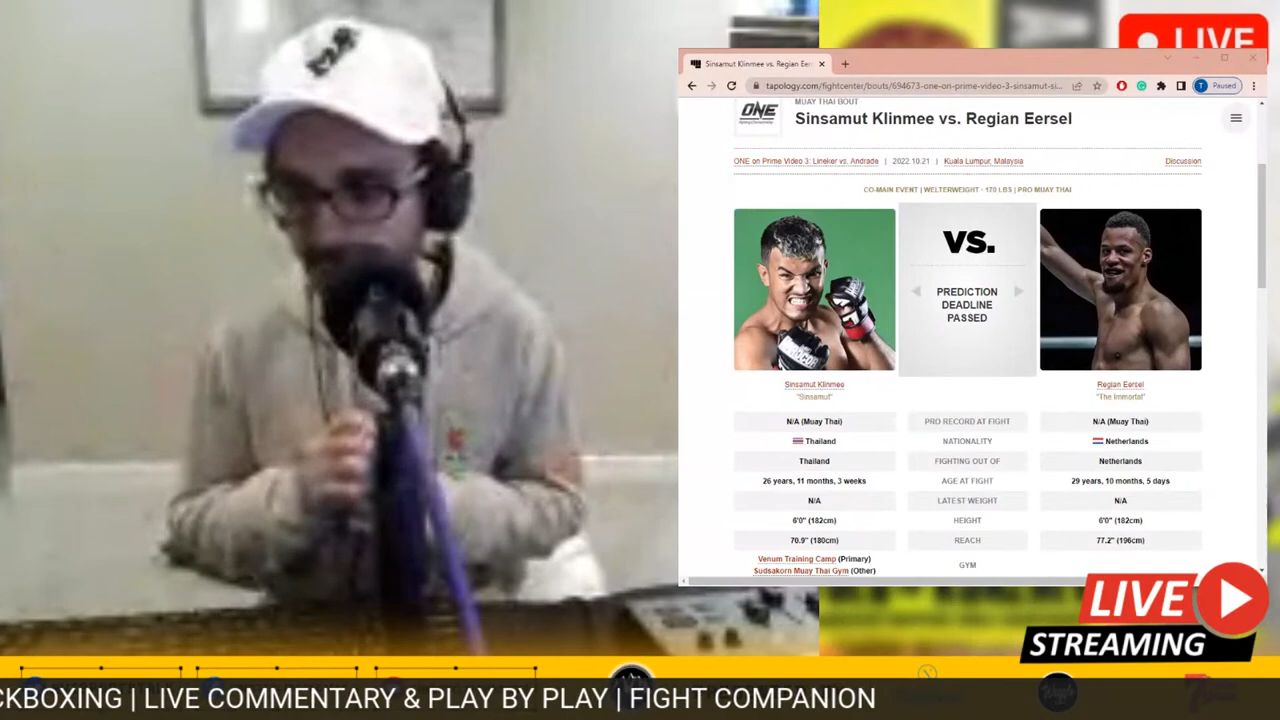 LIVE
Sinsamut Klinmee vs. Regian Eer
tapology.com/fightcenter/bouts/694673-one-on-prime-video-3-sinsamut-si...
T Paused
MUAY THAI BOUT
ONE
Sinsamut Klinmee vs. Regian Eersel
ONE on Prime Video 3: Lineker vs. Andrade | 2022.10.21 | Kuala Lumpur, Malaysia
Discussion
CO-MAIN EVENT | WELTERWEIGHT · 170 LBS | PRO MUAY THAI
VS.
PREDICTION
DEADLINE
PASSED
Sinsamut Klinmee
Regian Eersel
"Sinsamut"
"The Immortal"
N/A (Muay Thai) PRO RECORD AT FIGHT N/A (Muay Thai)
Thailand NATIONALITY Netherlands
Thailand FIGHTING OUT OF Netherlands
26 years, 11 months, 3 weeks AGE AT FIGHT 29 years, 10 months, 5 days
N/A LATEST WEIGHT N/A
6'0" (182cm) HEIGHT 6'0" (182cm)
70.9" (180cm) REACH 77.2" (196cm)
Venum Training Camp (Primary)
GYM
Sudsakorn Muay Thai Gym (Other)
LIVE
STREAMING
CKBOXING | LIVE COMMENTARY & PLAY BY PLAY | FIGHT COMPANION